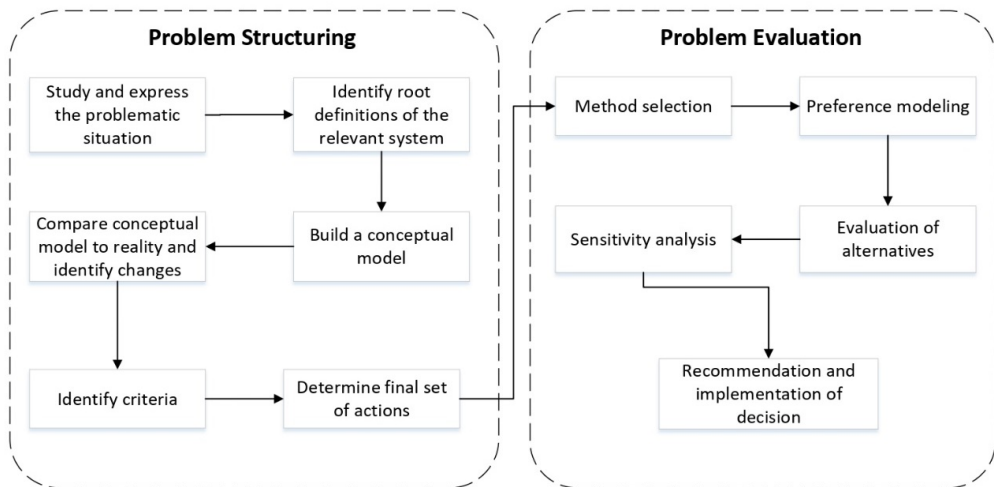 Problem Structuring
Study and express
the problematic
situation
Identify root
definitions of the
relevant system
Build a conceptual
model
Compare conceptual
model to reality and
identify changes
Identify criteria
Determine final set
of actions
Problem Evaluation
Method selection
Preference modeling
Evaluation of
alternatives
Sensitivity analysis
Recommendation and
implementation of
decision